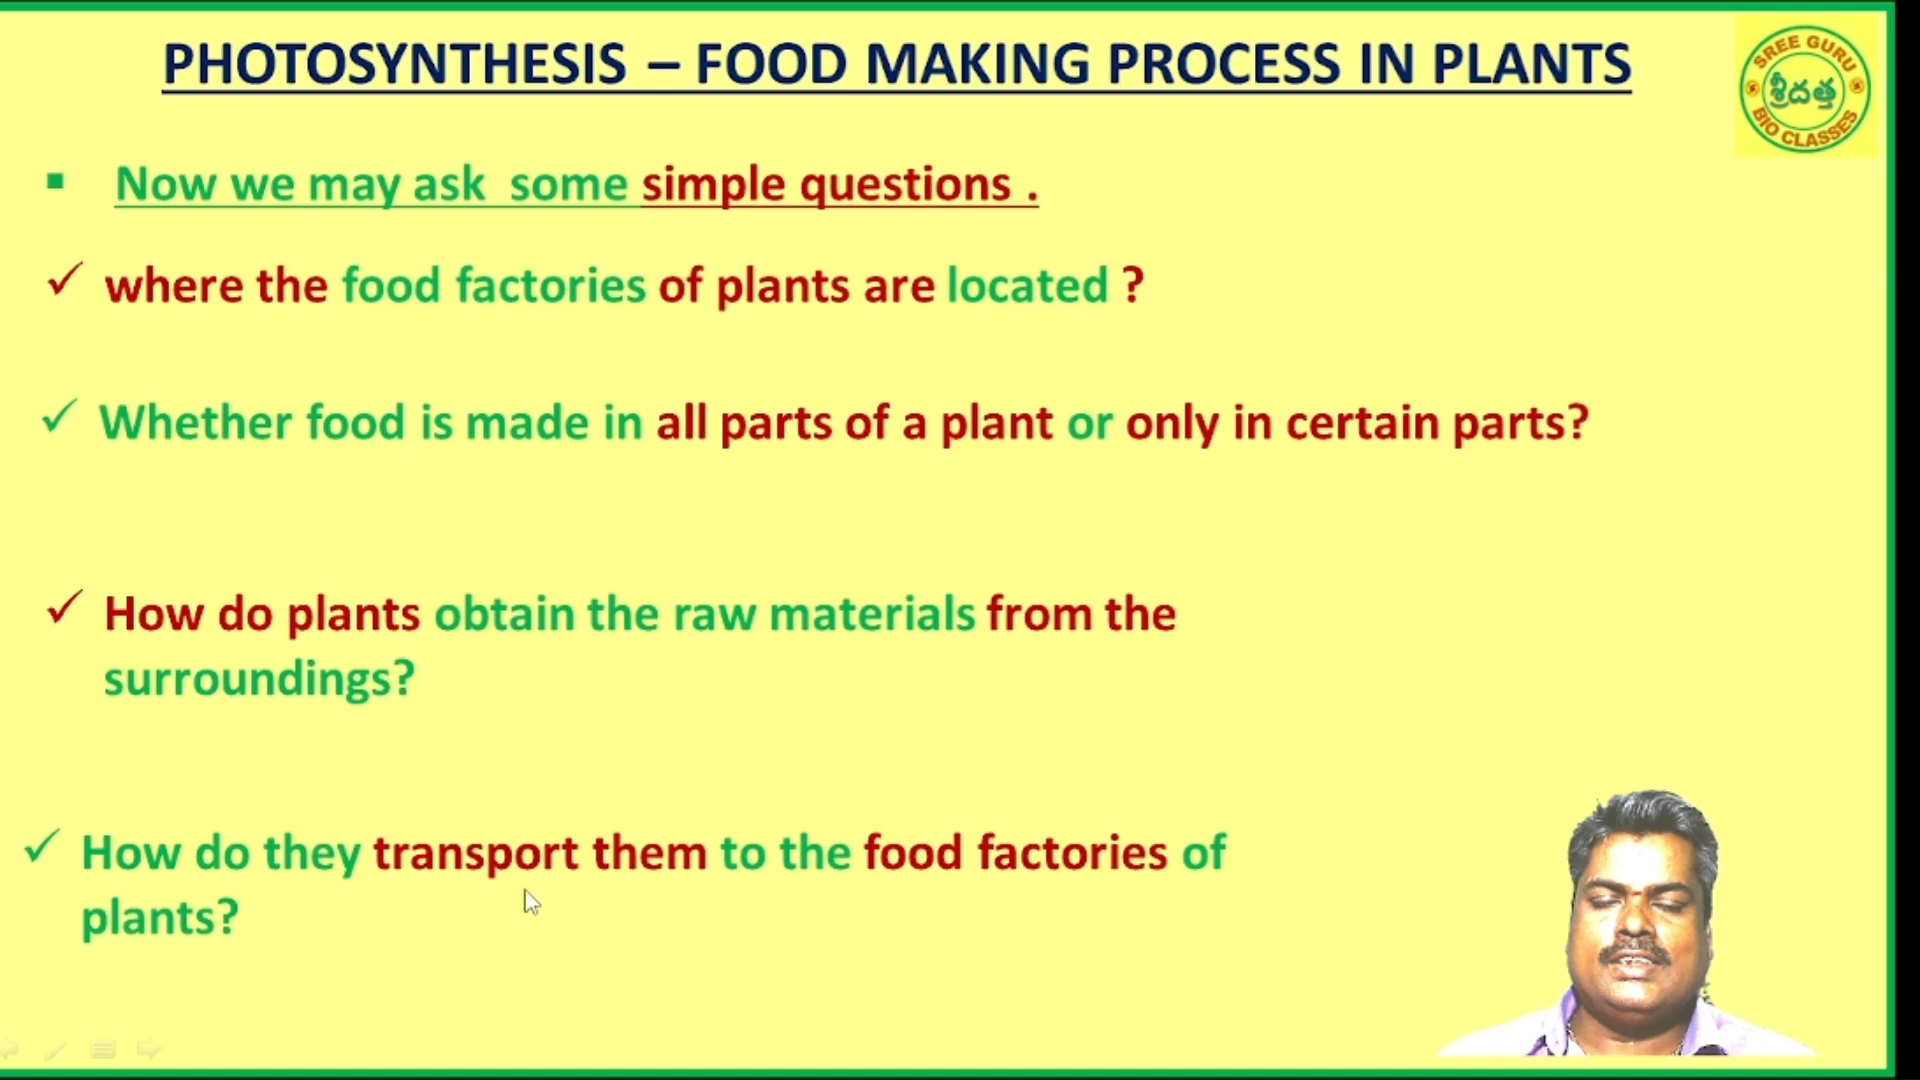 PHOTOSYNTHESIS – FOOD MAKING PROCESS IN PLANTS
SREE GURU
శ్రీదత్త
BIO CLASSES
▪ Now we may ask some simple questions .
✓ where the food factories of plants are located ?
✓ Whether food is made in all parts of a plant or only in certain parts?
✓ How do plants obtain the raw materials from the
surroundings?
✓ How do they transport them to the food factories of
plants?